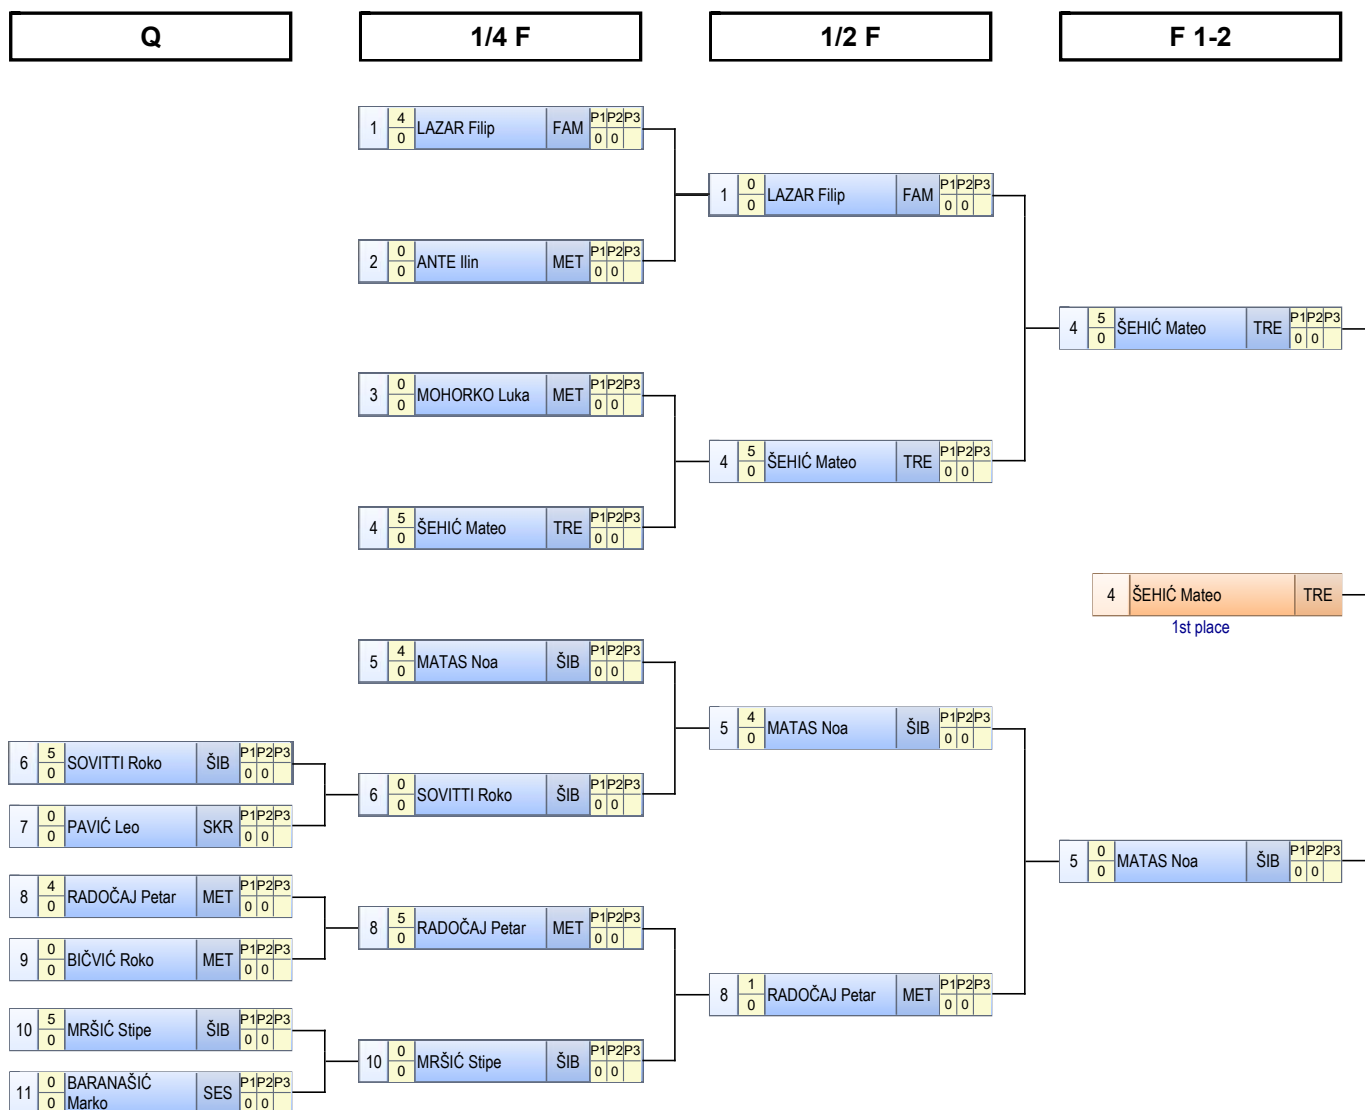 Q
1/4 F
1/2 F
F 1-2
1 4 0 LAZAR Filip FAM P1 P2 P3 0 0
2 0 0 ANTE Ilin MET P1 P2 P3 0 0
3 0 0 MOHORKO Luka MET P1 P2 P3 0 0
4 5 0 ŠEHIĆ Mateo TRE P1 P2 P3 0 0
5 4 0 MATAS Noa ŠIB P1 P2 P3 0 0
6 5 0 SOVITTI Roko ŠIB P1 P2 P3 0 0
7 0 0 PAVIĆ Leo SKR P1 P2 P3 0 0
6 0 0 SOVITTI Roko ŠIB P1 P2 P3 0 0
8 4 0 RADOČAJ Petar MET P1 P2 P3 0 0
9 0 0 BIČVIĆ Roko MET P1 P2 P3 0 0
8 5 0 RADOČAJ Petar MET P1 P2 P3 0 0
10 5 0 MRŠIĆ Stipe ŠIB P1 P2 P3 0 0
11 0 0 BARANAŠIĆ
Marko SES P1 P2 P3 0 0
10 0 0 MRŠIĆ Stipe ŠIB P1 P2 P3 0 0
1 0 0 LAZAR Filip FAM P1 P2 P3 0 0
4 5 0 ŠEHIĆ Mateo TRE P1 P2 P3 0 0
5 4 0 MATAS Noa ŠIB P1 P2 P3 0 0
8 1 0 RADOČAJ Petar MET P1 P2 P3 0 0
4 5 0 ŠEHIĆ Mateo TRE P1 P2 P3 0 0
4 ŠEHIĆ Mateo TRE
1st place
5 0 0 MATAS Noa ŠIB P1 P2 P3 0 0